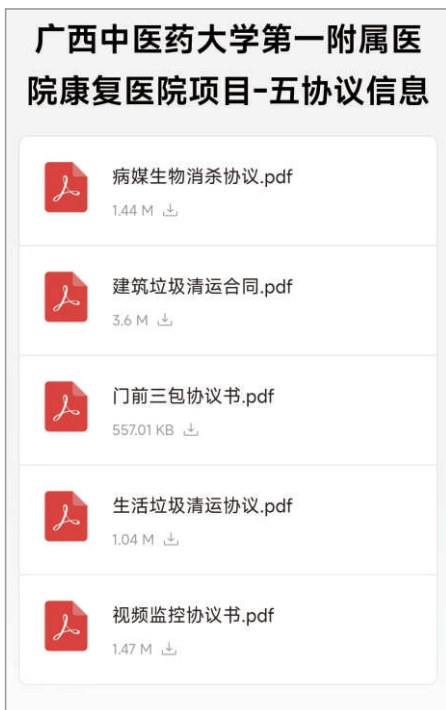 广西中医药大学第一附属医
院康复医院项目-五协议信息
病媒生物消杀协议.pdf
1.44 M
建筑垃圾清运合同.pdf
3.6 M
门前三包协议书.pdf
557.01 KB
生活垃圾清运协议.pdf
1.04 M
视频监控协议书.pdf
1.47 M